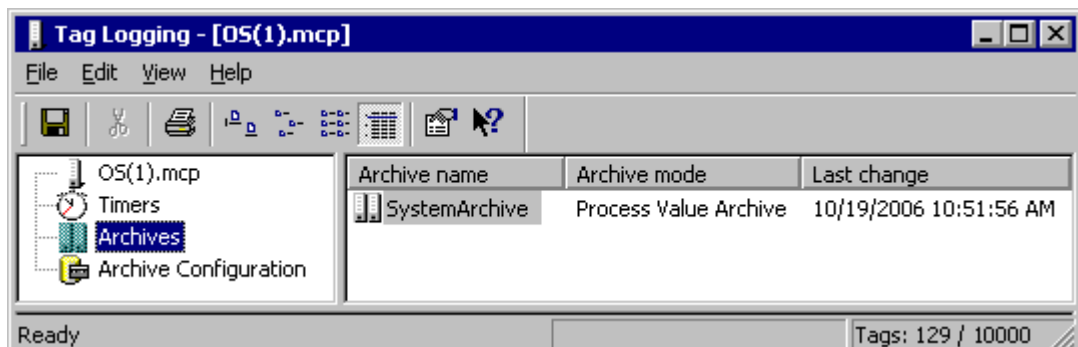 Tag Logging - [OS(1).mcp]
File Edit View Help
OS(1).mcp
Timers
Archives
Archive Configuration
Archive name Archive mode Last change
SystemArchive Process Value Archive 10/19/2006 10:51:56 AM
Ready Tags: 129 / 10000